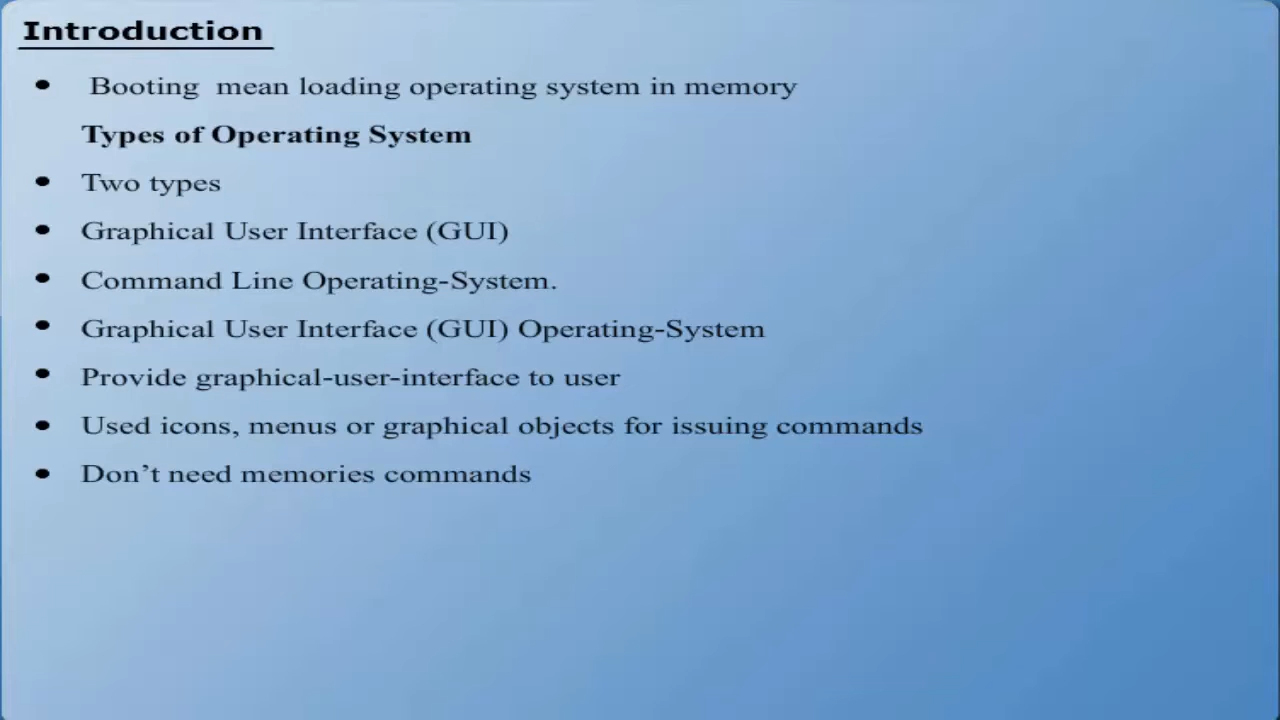 Introduction
• Booting mean loading operating system in memory
Types of Operating System
• Two types
• Graphical User Interface (GUI)
• Command Line Operating-System.
• Graphical User Interface (GUI) Operating-System
• Provide graphical-user-interface to user
• Used icons, menus or graphical objects for issuing commands
• Don’t need memories commands